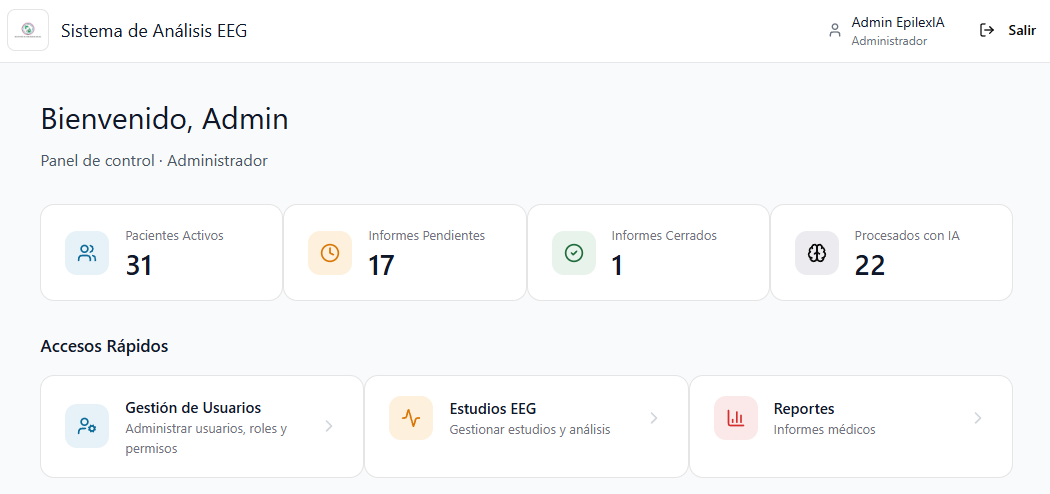 Sistema de Análisis EEG
Admin EpilexIA
Administrador
Salir
Bienvenido, Admin
Panel de control · Administrador
Pacientes Activos
31
Informes Pendientes
17
Informes Cerrados
1
Procesados con IA
22
Accesos Rápidos
Gestión de Usuarios
Administrar usuarios, roles y
permisos
Estudios EEG
Gestionar estudios y análisis
Reportes
Informes médicos